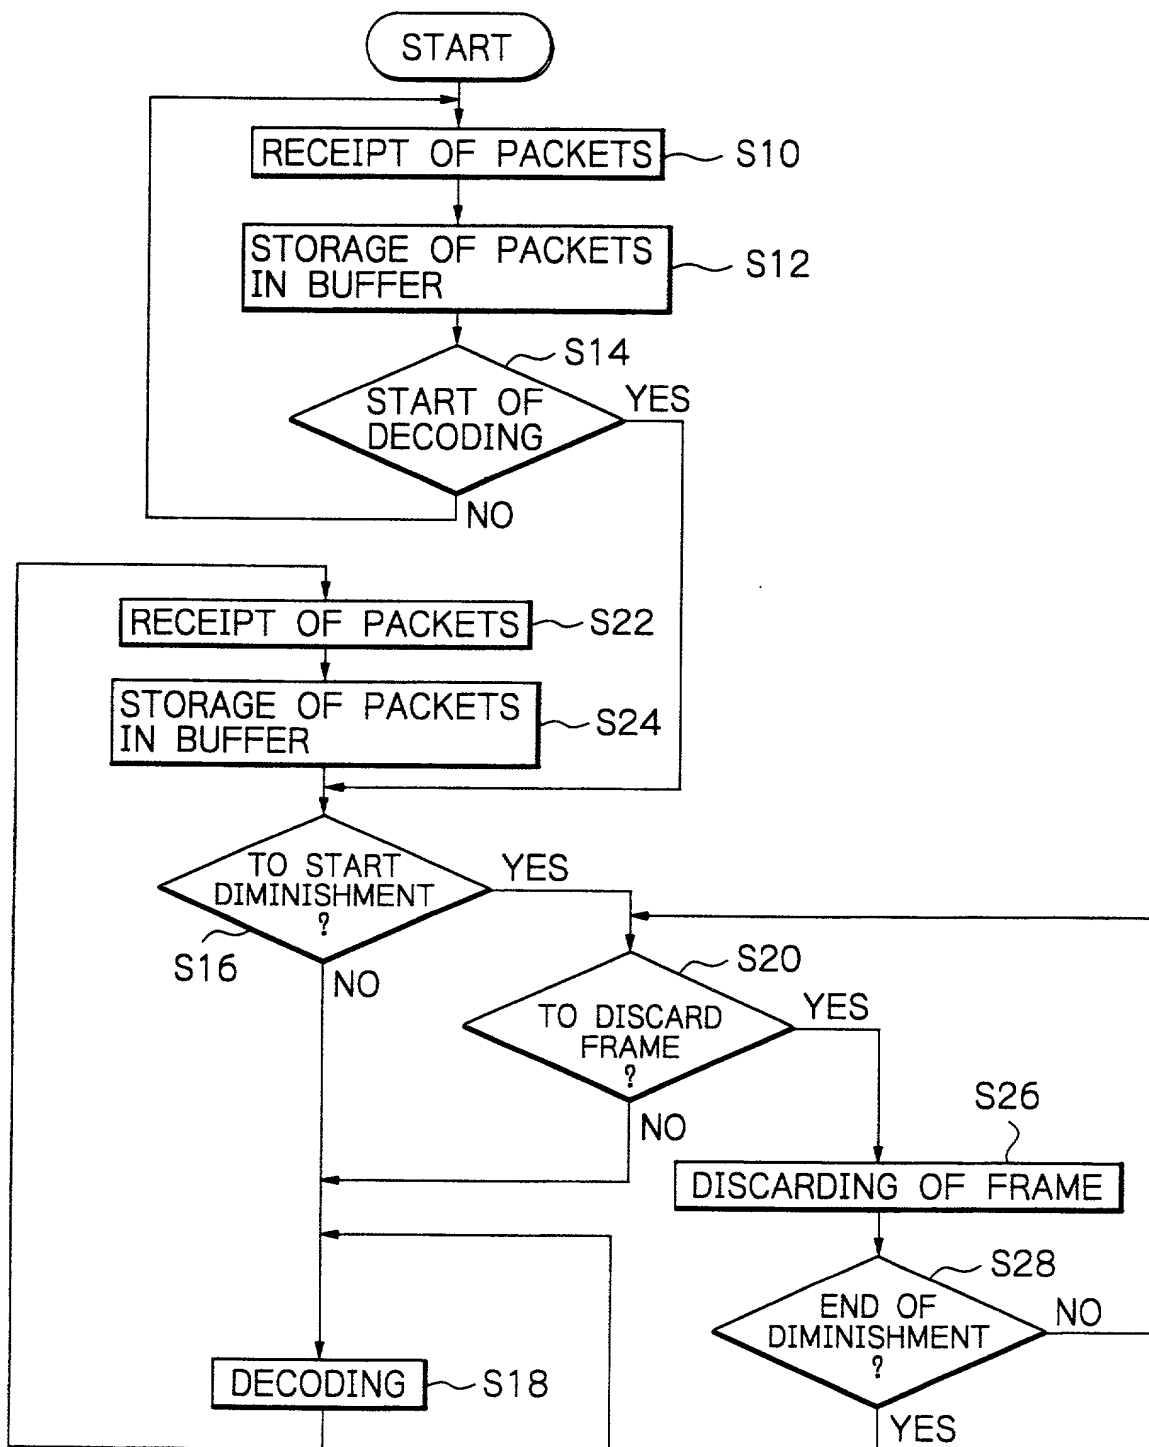 START
RECEIPT OF PACKETS
S10
STORAGE OF PACKETS
IN BUFFER
S12
S14
START OF
DECODING
YES
NO
RECEIPT OF PACKETS
S22
STORAGE OF PACKETS
IN BUFFER
S24
TO START
DIMINISHMENT
?
YES
S16
NO
S20
TO DISCARD
FRAME
?
YES
NO
S26
DISCARDING OF FRAME
S28
END OF
DIMINISHMENT
?
NO
DECODING
S18
YES